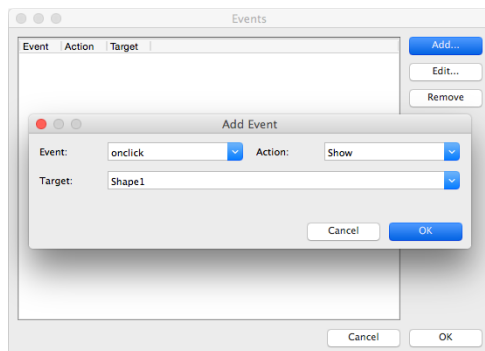 Events
Event Action Target
Add...
Edit...
Remove
Add Event
Event: onclick Action: Show
Target: Shape1
Cancel OK
Cancel OK